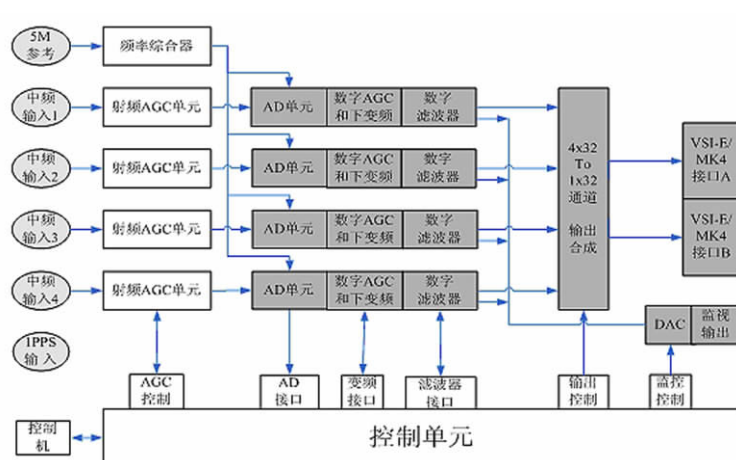 5M
参考
频率综合器
中频
输入1
射频AGC单元
AD单元
数字AGC
和下变频
数字
滤波器
中频
输入2
射频AGC单元
AD单元
数字AGC
和下变频
数字
滤波器
中频
输入3
射频AGC单元
AD单元
数字AGC
和下变频
数字
滤波器
中频
输入4
射频AGC单元
AD单元
数字AGC
和下变频
数字
滤波器
4x32
To
1x32
通道
输出
合成
VSI-E/
MK4
接口A
VSI-E/
MK4
接口B
DAC
监视
输出
1PPS
输入
AGC
控制
AD
接口
变频
接口
滤波器
接口
输出
控制
监控
控制
控制
机
控制单元